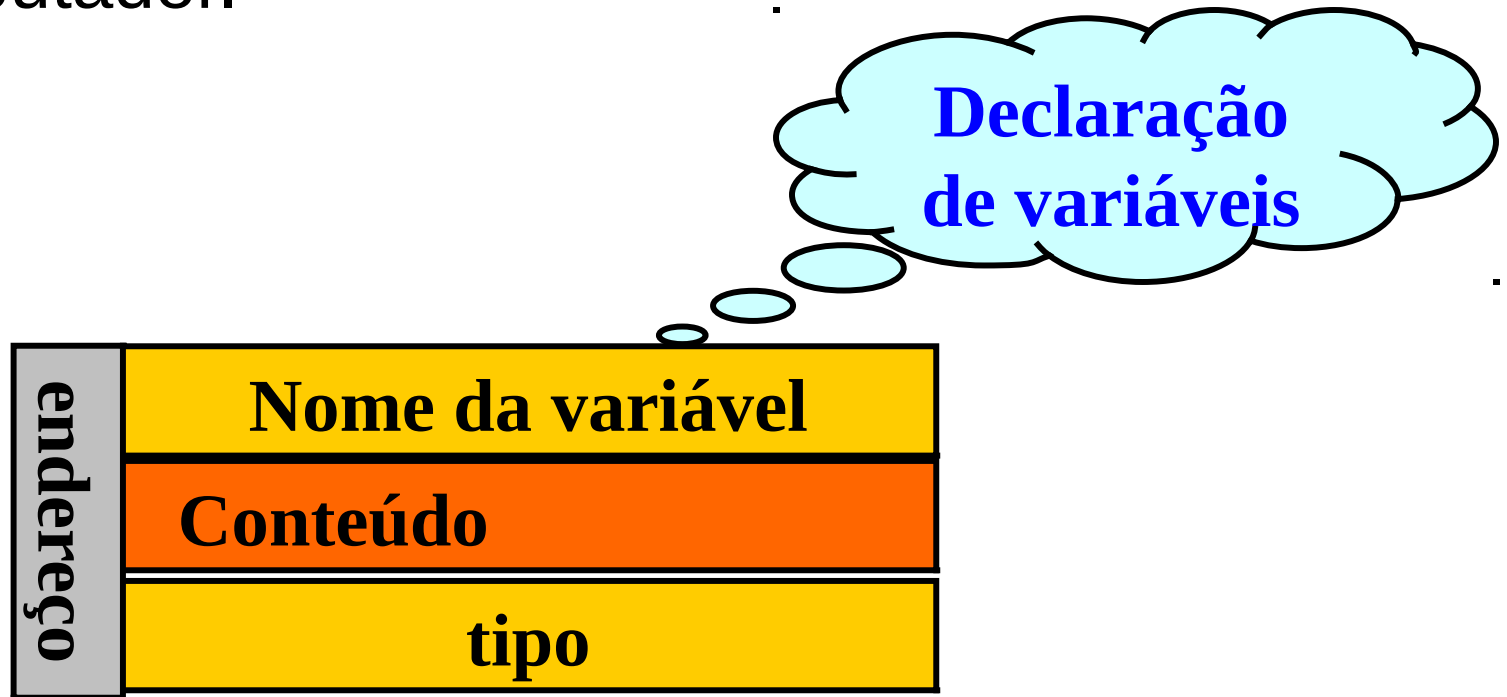 Declaração
de variáveis
endereço
Nome da variável
Conteúdo
tipo